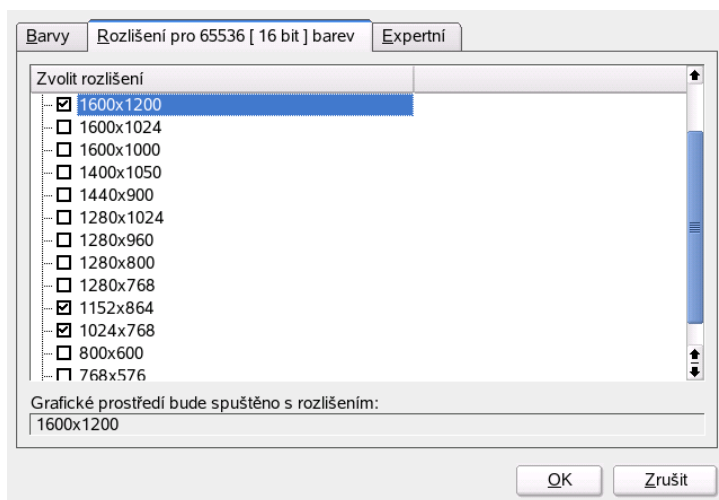 Barvy Rozlišení pro 65536 [ 16 bit ] barev Expertní
Zvolit rozlišení
1600x1200
1600x1024
1600x1000
1400x1050
1440x900
1280x1024
1280x960
1280x800
1280x768
1152x864
1024x768
800x600
768x576
Grafické prostředí bude spuštěno s rozlišením:
1600x1200
OK Zrušit